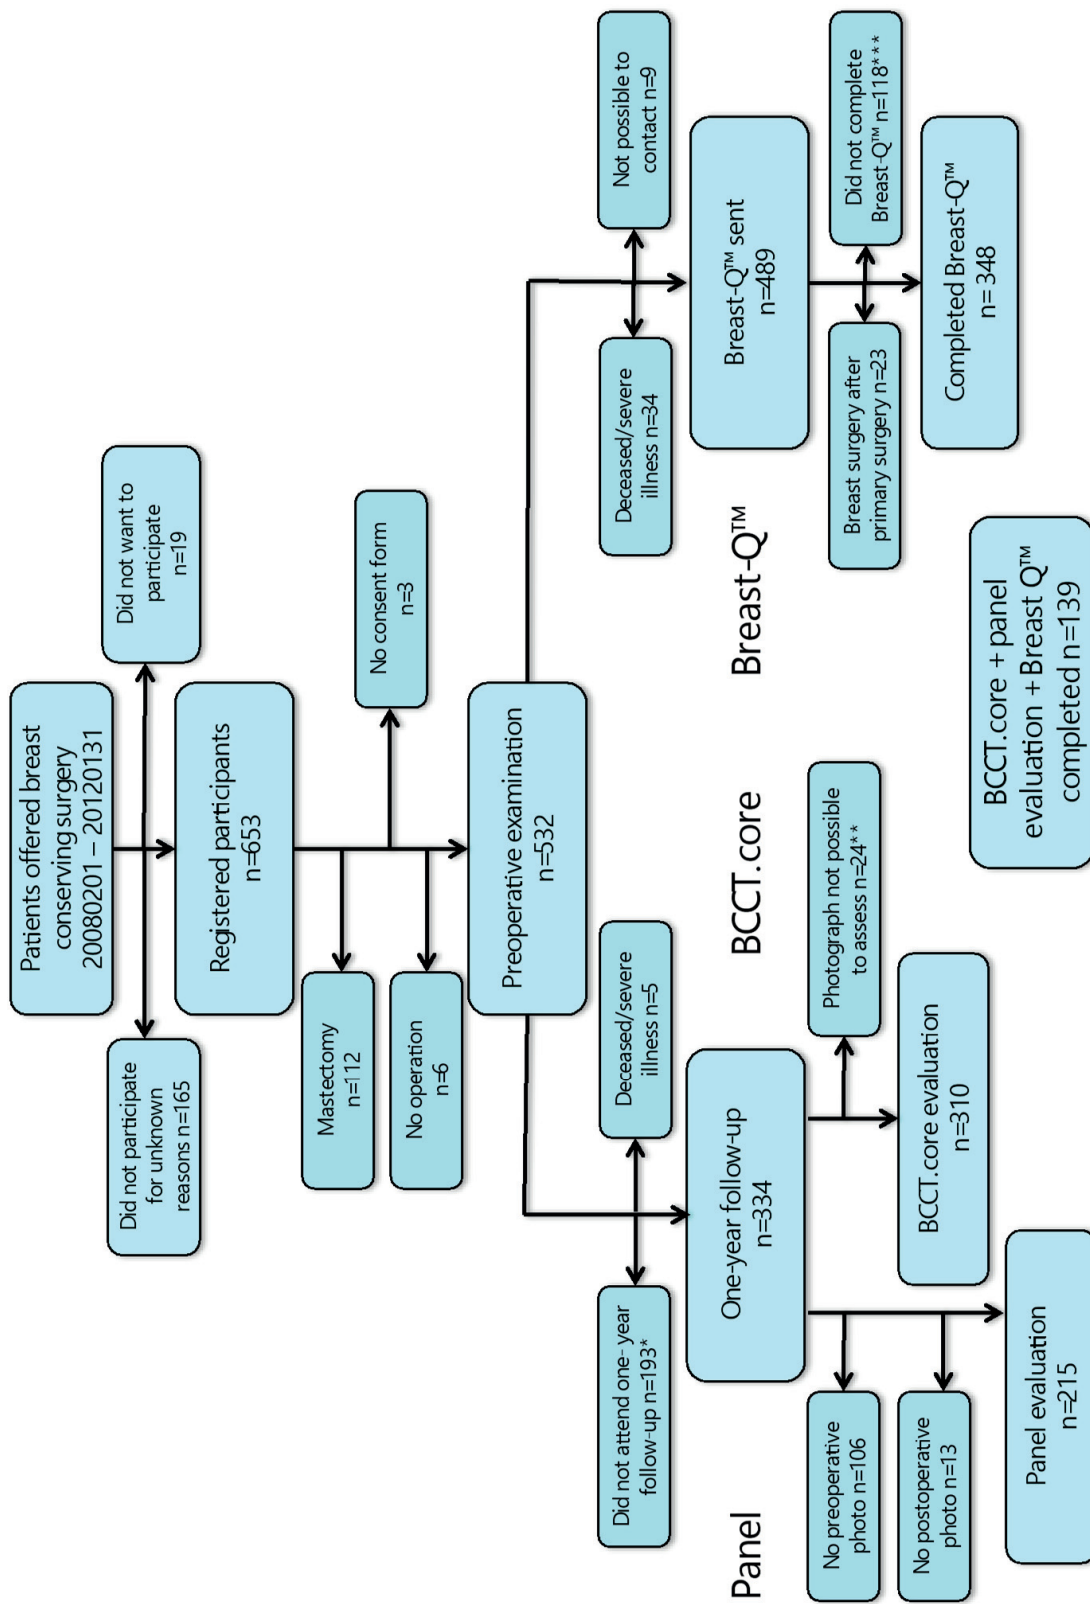 Patients offered breast
conserving surgery
20080201 – 20120131
Did not participate
for unknown
reasons n=165
Did not want to
participate
n=19
Registered participants
n=653
Mastectomy
n=112
No operation
n=6
No consent form
n=3
Preoperative examination
n=532
Did not attend one- year
follow-up n=193*
Deceased/severe
illness n=5
Deceased/severe
illness n=34
Not possible to
contact n=9
One-year follow-up
n=334
Breast-Q™ sent
n=489
Panel
BCCT.core
Breast-Q™
No preoperative
photo n=106
No postoperative
photo n=13
Photograph not possible
to assess n=24**
Breast surgery after
primary surgery n=23
Did not complete
Breast-Q™ n=118***
Panel evaluation
n=215
BCCT.core evaluation
n=310
Completed Breast-Q™
n= 348
BCCT.core + panel
evaluation + Breast Q™
completed n=139